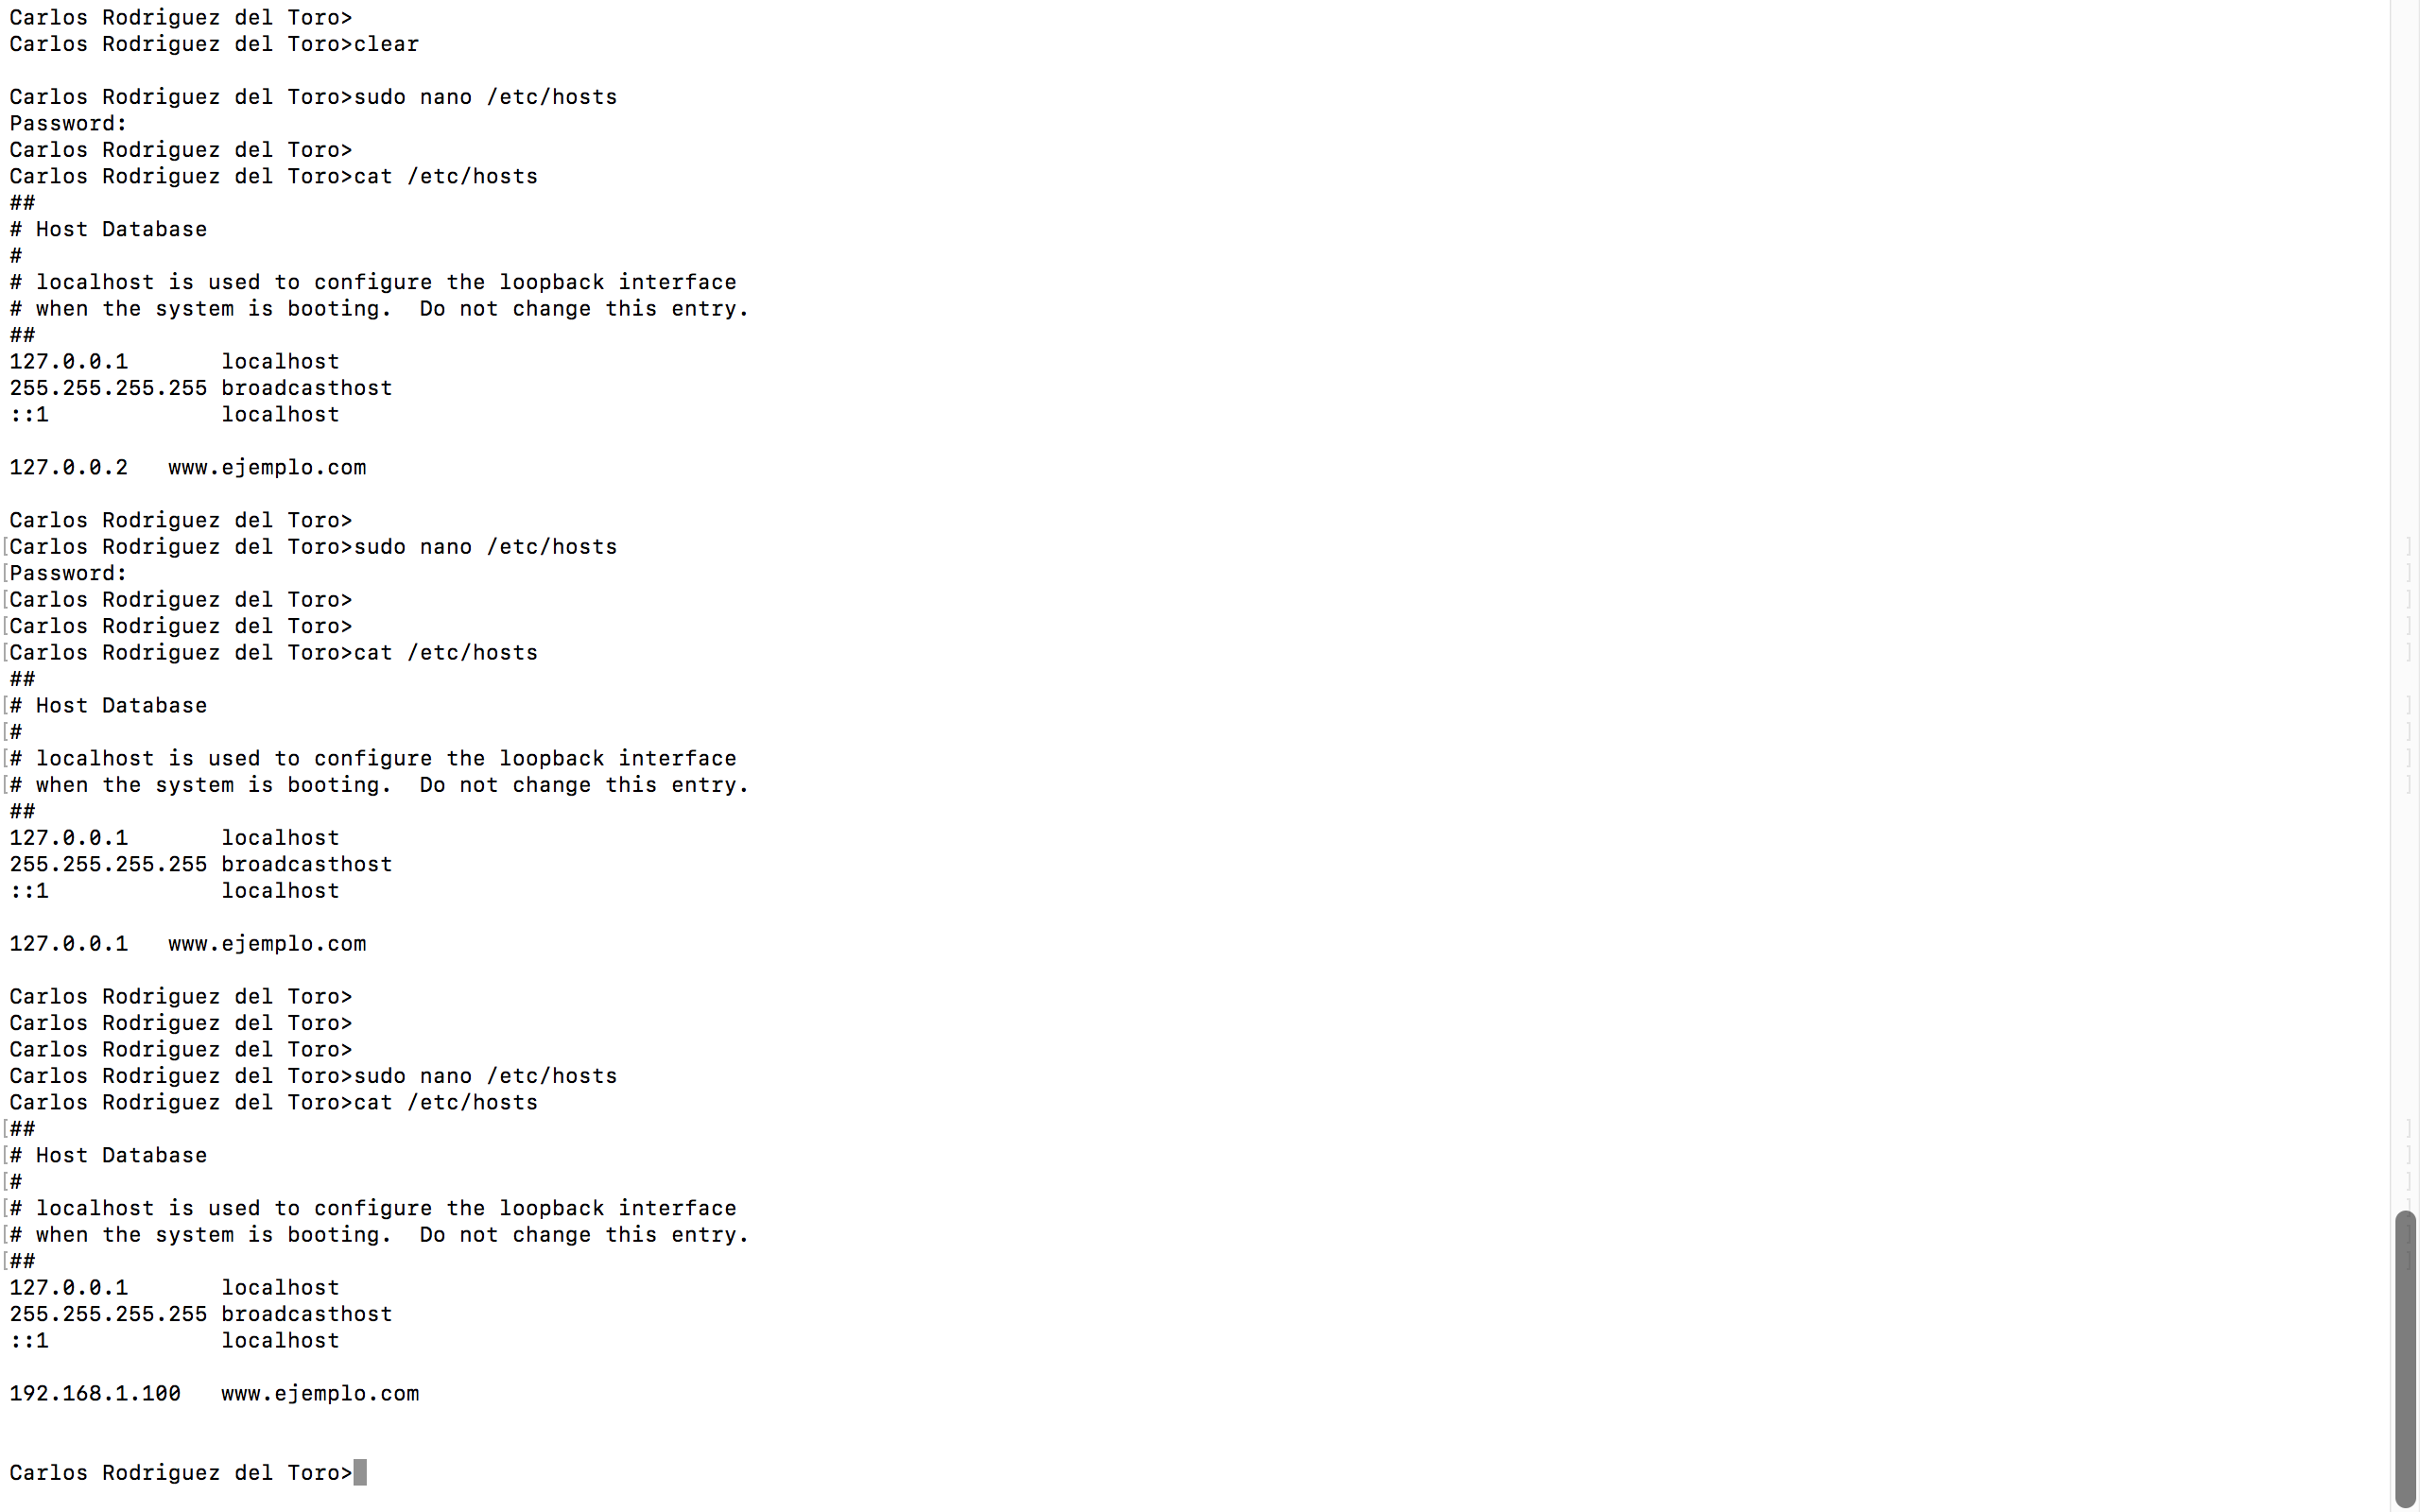 Carlos Rodriguez del Toro>
Carlos Rodriguez del Toro>clear
Carlos Rodriguez del Toro>sudo nano /etc/hosts
Password:
Carlos Rodriguez del Toro>
Carlos Rodriguez del Toro>cat /etc/hosts
##
# Host Database
#
# localhost is used to configure the loopback interface
# when the system is booting.  Do not change this entry.
##
127.0.0.1       localhost
255.255.255.255 broadcasthost
::1             localhost
127.0.0.2   www.ejemplo.com
Carlos Rodriguez del Toro>
[Carlos Rodriguez del Toro>sudo nano /etc/hosts ]
[Password: ]
[Carlos Rodriguez del Toro> ]
[Carlos Rodriguez del Toro> ]
[Carlos Rodriguez del Toro>cat /etc/hosts ]
##
[# Host Database ]
[# ]
[# localhost is used to configure the loopback interface ]
[# when the system is booting.  Do not change this entry. ]
##
127.0.0.1       localhost
255.255.255.255 broadcasthost
::1             localhost
127.0.0.1   www.ejemplo.com
Carlos Rodriguez del Toro>
Carlos Rodriguez del Toro>
Carlos Rodriguez del Toro>
Carlos Rodriguez del Toro>sudo nano /etc/hosts
Carlos Rodriguez del Toro>cat /etc/hosts
[## ]
[# Host Database ]
[# ]
[# localhost is used to configure the loopback interface ]
[# when the system is booting.  Do not change this entry. ]
[## ]
127.0.0.1       localhost
255.255.255.255 broadcasthost
::1             localhost
192.168.1.100   www.ejemplo.com
Carlos Rodriguez del Toro>